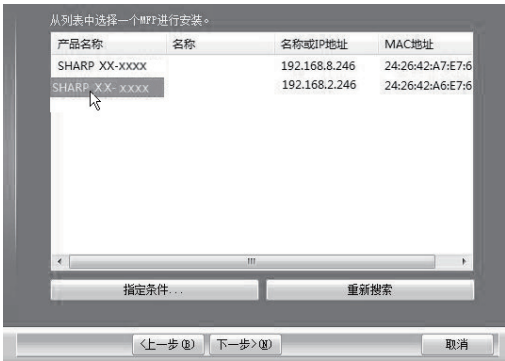 从列表中选择一个MFP进行安装。
产品名称 名称 名称或IP地址 MAC地址
SHARP XX-xxxx 192.168.8.246 24:26:42:A7:E7:6
SHARP XX- xxxx 192.168.2.246 24:26:42:A6:E7:6
指定条件... 重新搜索
<上一步(B) 下一步>(N) 取消